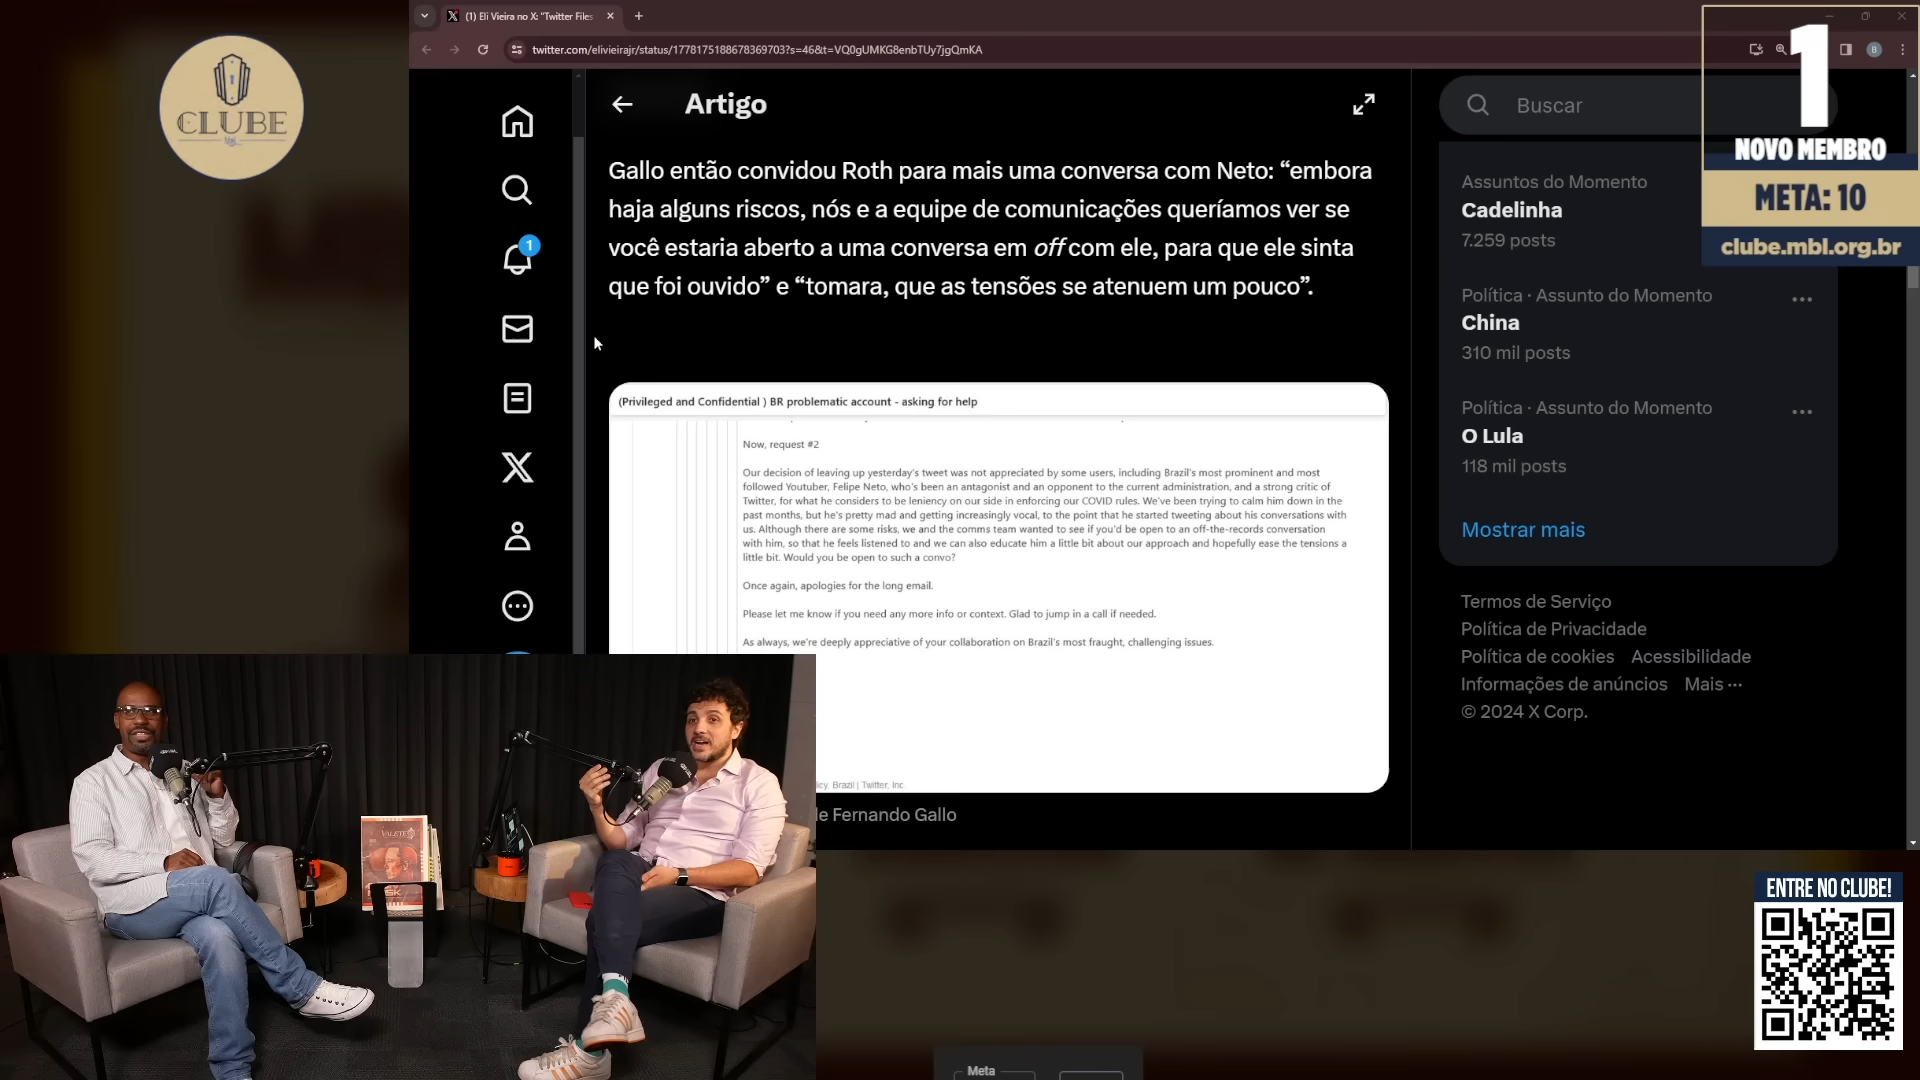 (1) Eli Vieira no X: "Twitter Files
twitter.com/elivieirajr/status/1778175188678369703?s=46&t=VQ0gUMKG8enbTUy7jgQmKA
CLUBE
Artigo
Buscar
1
NOVO MEMBRO
META: 10
clube.mbl.org.br
Gallo então convidou Roth para mais uma conversa com Neto: “embora
haja alguns riscos, nós e a equipe de comunicações queríamos ver se
você estaria aberto a uma conversa em off com ele, para que ele sinta
que foi ouvido” e “tomara, que as tensões se atenuem um pouco”.
1
Assuntos do Momento
Cadelinha
7.259 posts
Política · Assunto do Momento
China
310 mil posts
Política · Assunto do Momento
O Lula
118 mil posts
Mostrar mais
Termos de Serviço
Política de Privacidade
Política de cookies Acessibilidade
Informações de anúncios Mais ···
© 2024 X Corp.
(Privileged and Confidential ) BR problematic account - asking for help
Now, request #2
Our decision of leaving up yesterday's tweet was not appreciated by some users, including Brazil's most prominent and most
followed Youtuber, Felipe Neto, who's been an antagonist and an opponent to the current administration, and a strong critic of
Twitter, for what he considers to be leniency on our side in enforcing our COVID rules. We've been trying to calm him down in the
past months, but he's pretty mad and getting increasingly vocal, to the point that he started tweeting about his conversations with
us. Although there are some risks, we and the comms team wanted to see if you'd be open to an off-the-records conversation
with him, so that he feels listened to and we can also educate him a little bit about our approach and hopefully ease the tensions a
little bit. Would you be open to such a convo?
Once again, apologies for the long email.
Please let me know if you need any more info or context. Glad to jump in a call if needed.
As always, we're deeply appreciative of your collaboration on Brazil's most fraught, challenging issues.
icy, Brazil | Twitter, Inc
le Fernando Gallo
VALETE
ENTRE NO CLUBE!
Meta